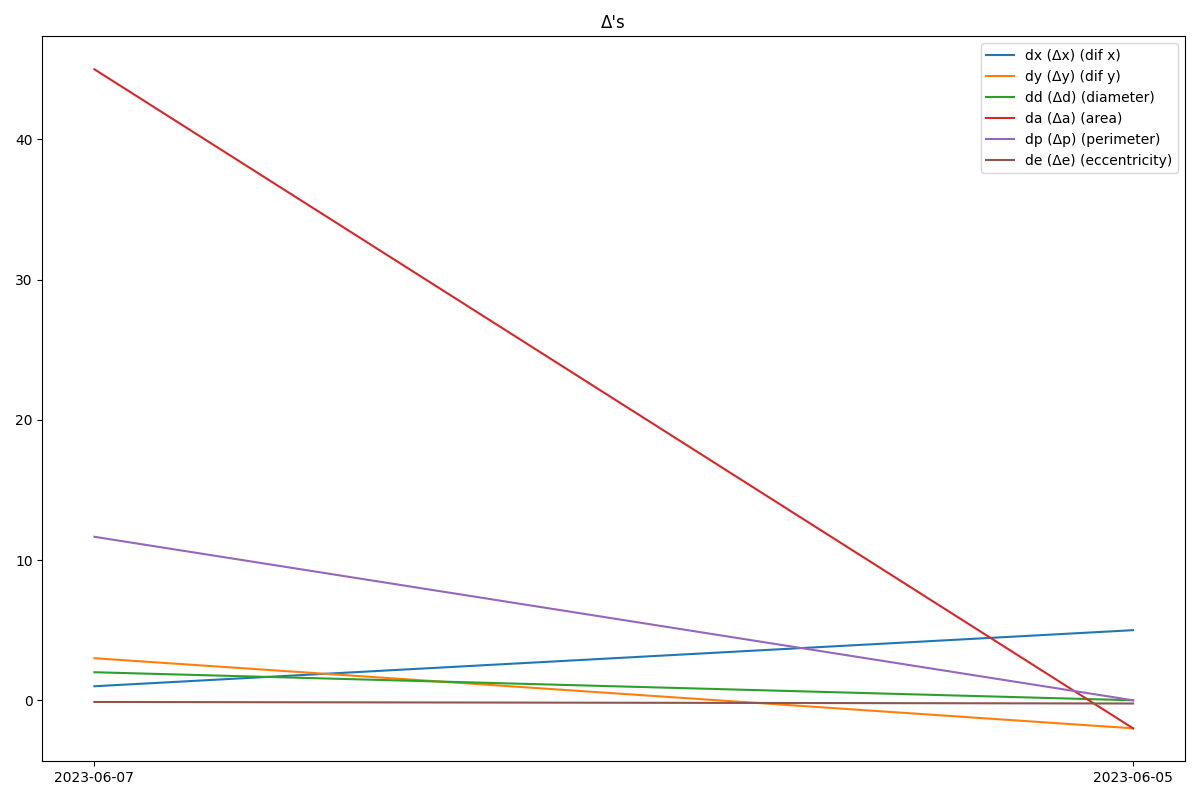 Δ's
dx (Δx) (dif x)
dy (Δy) (dif y)
dd (Δd) (diameter)
da (Δa) (area)
dp (Δp) (perimeter)
de (Δe) (eccentricity)
40
30
20
10
0
2023-06-07
2023-06-05